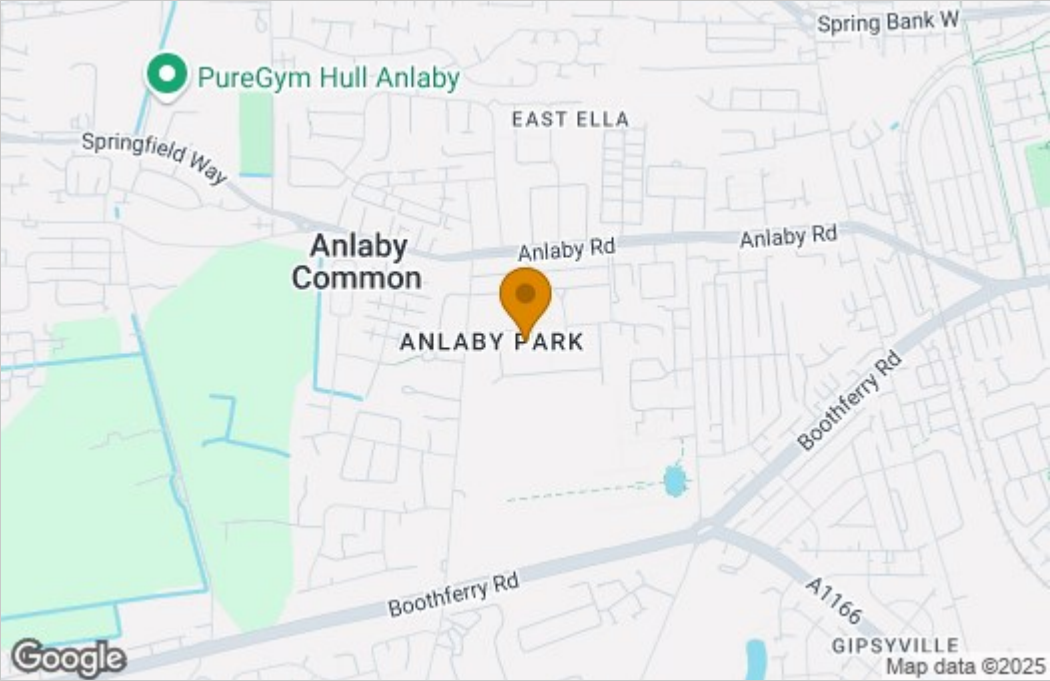 Spring Bank W
PureGym Hull Anlaby
EAST ELLA
Springfield Way
Anlaby Rd
Anlaby Rd
Anlaby
Common
ANLABY PARK
Boothferry Rd
Boothferry Rd
A1166
GIPSYVILLE
Google
Map data ©2025